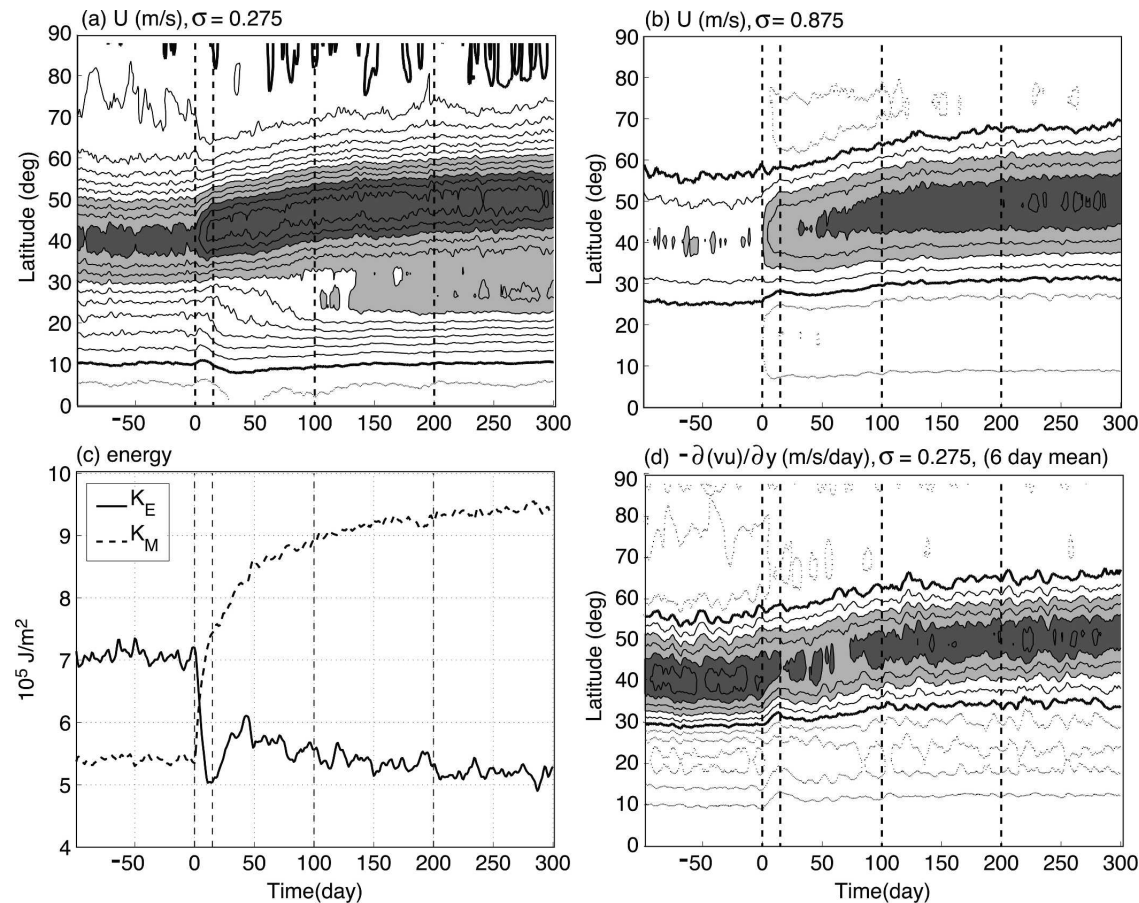 (a) U (m/s), σ = 0.275
90
80
70
60
50
40
30
20
10
0
Latitude (deg)
-50 0 50 100 150 200 250 300
(b) U (m/s), σ = 0.875
90
80
70
60
50
40
30
20
10
0
Latitude (deg)
-50 0 50 100 150 200 250 300
(c) energy
K_E
K_M
10
9
8
7
6
5
4
10^5 J/m^2
-50 0 50 100 150 200 250 300
Time(day)
(d) -∂(vu)/∂y (m/s/day), σ = 0.275, (6 day mean)
90
80
70
60
50
40
30
20
10
0
Latitude (deg)
-50 0 50 100 150 200 250 300
Time(day)